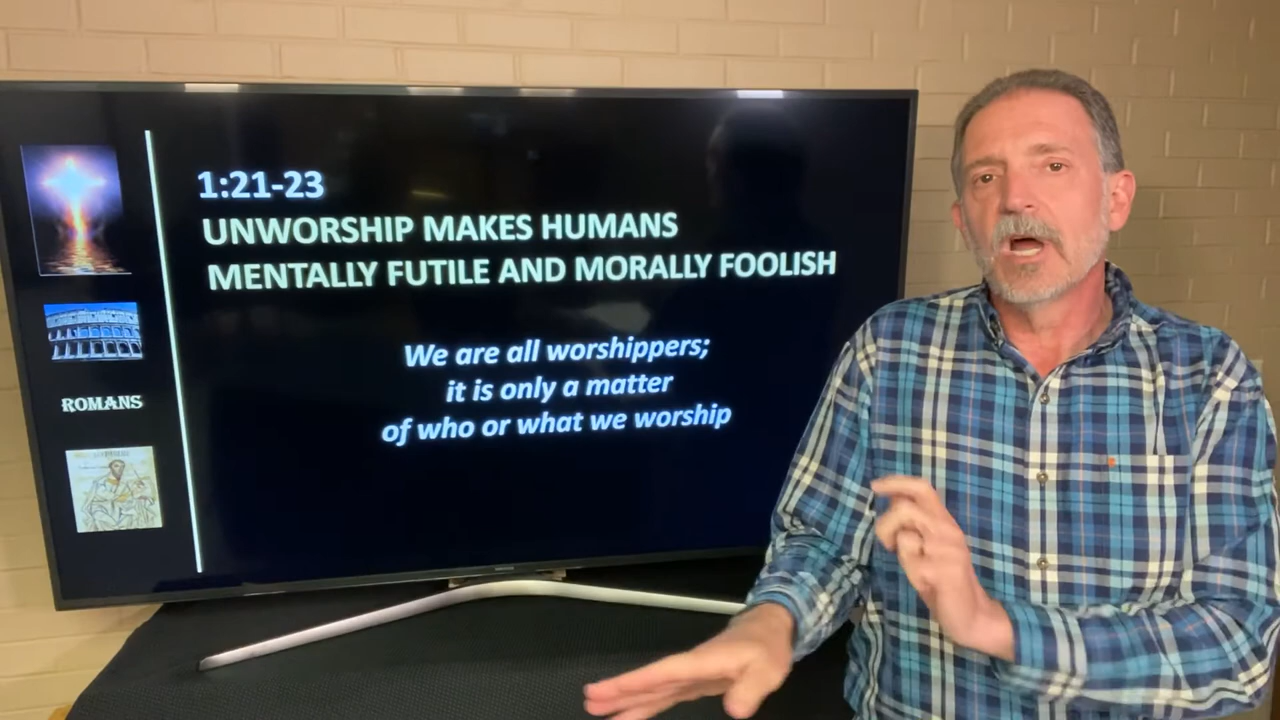 1:21-23
UNWORSHIP MAKES HUMANS
MENTALLY FUTILE AND MORALLY FOOLISH
We are all worshippers;
it is only a matter
of who or what we worship
ROMANS